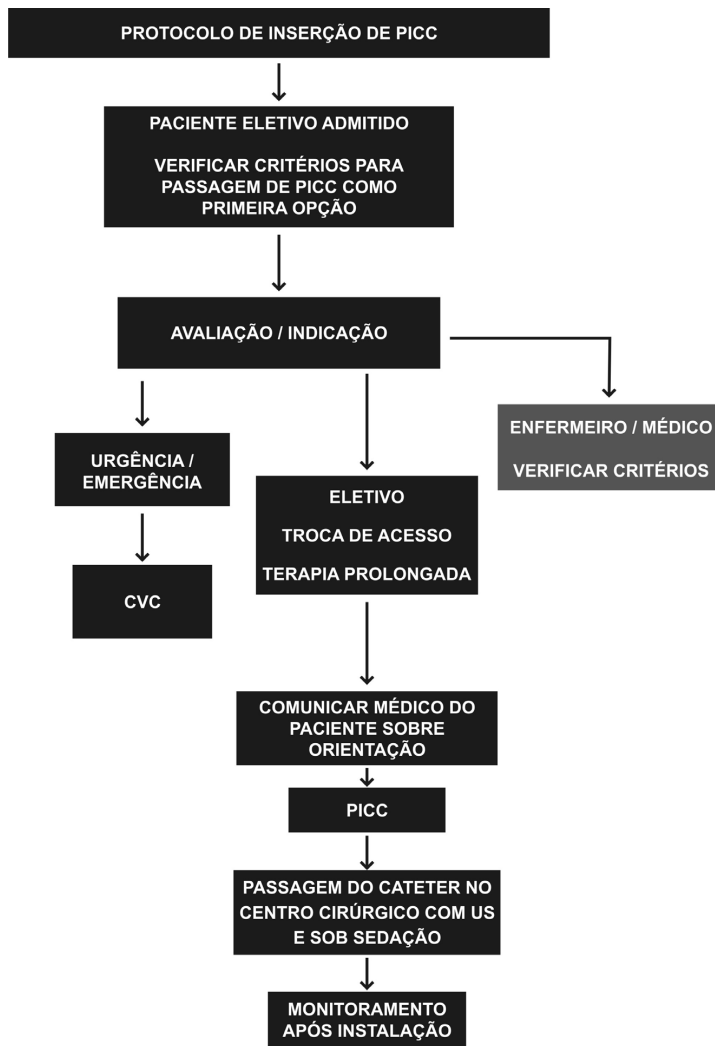 PROTOCOLO DE INSERÇÃO DE PICC
PACIENTE ELETIVO ADMITIDO
VERIFICAR CRITÉRIOS PARA
PASSAGEM DE PICC COMO
PRIMEIRA OPÇÃO
AVALIAÇÃO / INDICAÇÃO
URGÊNCIA /
EMERGÊNCIA
CVC
ELETIVO
TROCA DE ACESSO
TERAPIA PROLONGADA
ENFERMEIRO / MÉDICO
VERIFICAR CRITÉRIOS
COMUNICAR MÉDICO DO
PACIENTE SOBRE
ORIENTAÇÃO
PICC
PASSAGEM DO CATETER NO
CENTRO CIRÚRGICO COM US
E SOB SEDAÇÃO
MONITORAMENTO
APÓS INSTALAÇÃO